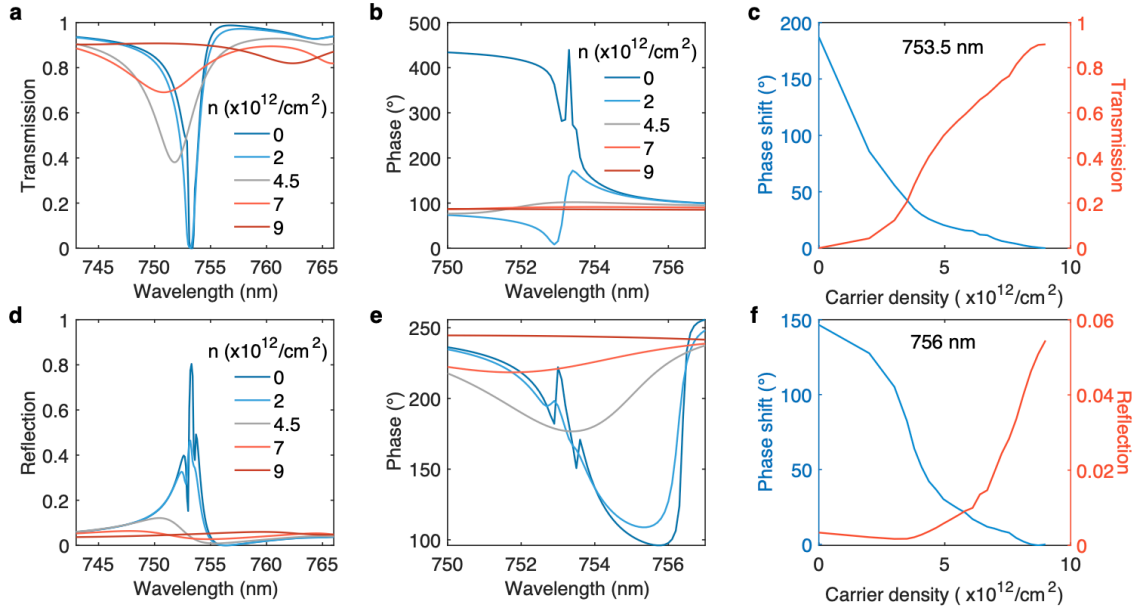 a
Transmission
1
0.8
0.6
0.4
0.2
0
n (x10^12/cm^2)
0
2
4.5
7
9
745 750 755 760 765
Wavelength (nm)
b
Phase (°)
500
400
300
200
100
0
n (x10^12/cm^2)
0
2
4.5
7
9
750 752 754 756
Wavelength (nm)
c
753.5 nm
Phase shift (°)
200
150
100
50
0
Transmission
1
0.8
0.6
0.4
0.2
0
0 5 10
Carrier density ( x10^12/cm^2)
d
Reflection
1
0.8
0.6
0.4
0.2
0
n (x10^12/cm^2)
0
2
4.5
7
9
745 750 755 760 765
Wavelength (nm)
e
Phase (°)
250
200
150
100
750 752 754 756
Wavelength (nm)
f
756 nm
Phase shift (°)
150
100
50
0
Reflection
0.06
0.04
0.02
0
0 5 10
Carrier density ( x10^12/cm^2)